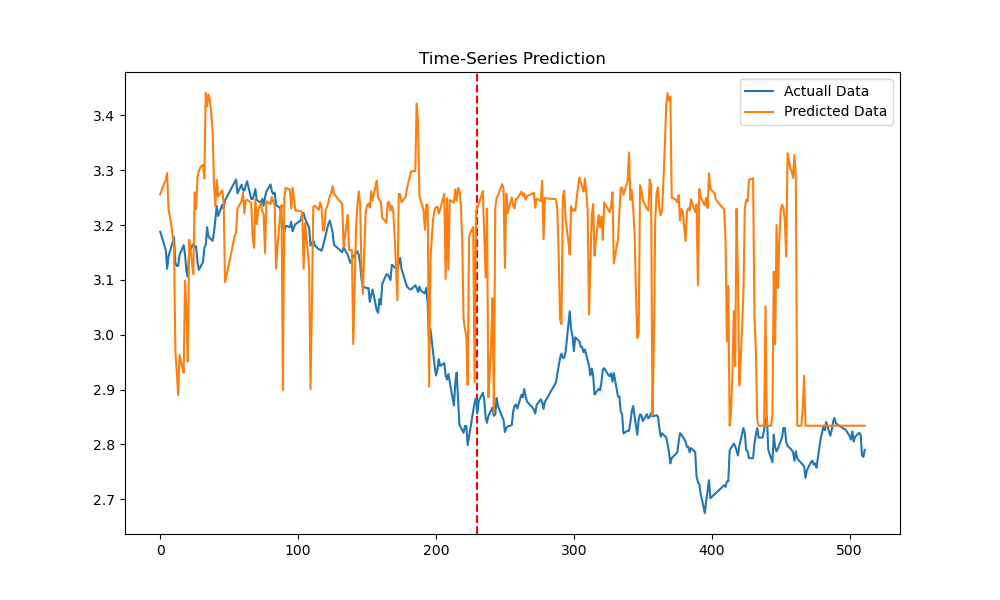 Time-Series Prediction
Actuall Data
Predicted Data
3.4
3.3
3.2
3.1
3.0
2.9
2.8
2.7
0 100 200 300 400 500